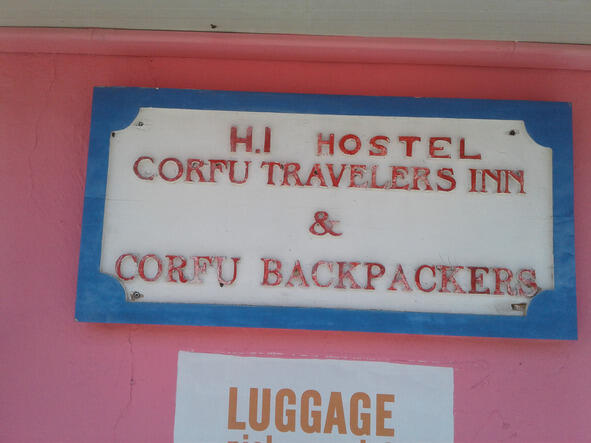 H.I HOSTEL
CORFU TRAVELERS INN
&
CORFU BACKPACKERS
LUGGAGE